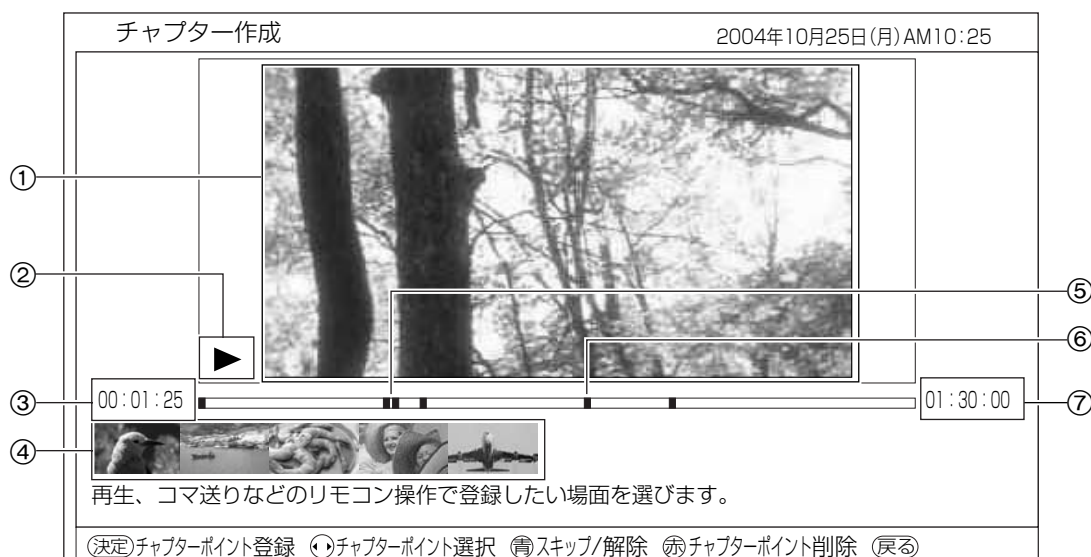 チャプター作成 2004年10月25日(月)AM10:25
①
②
⑤
⑥
③ 00:01:25 01:30:00 ⑦
④
再生、コマ送りなどのリモコン操作で登録したい場面を選びます。
決定 チャプターポイント登録 チャプターポイント選択 青 スキップ/解除 赤 チャプターポイント削除 戻る